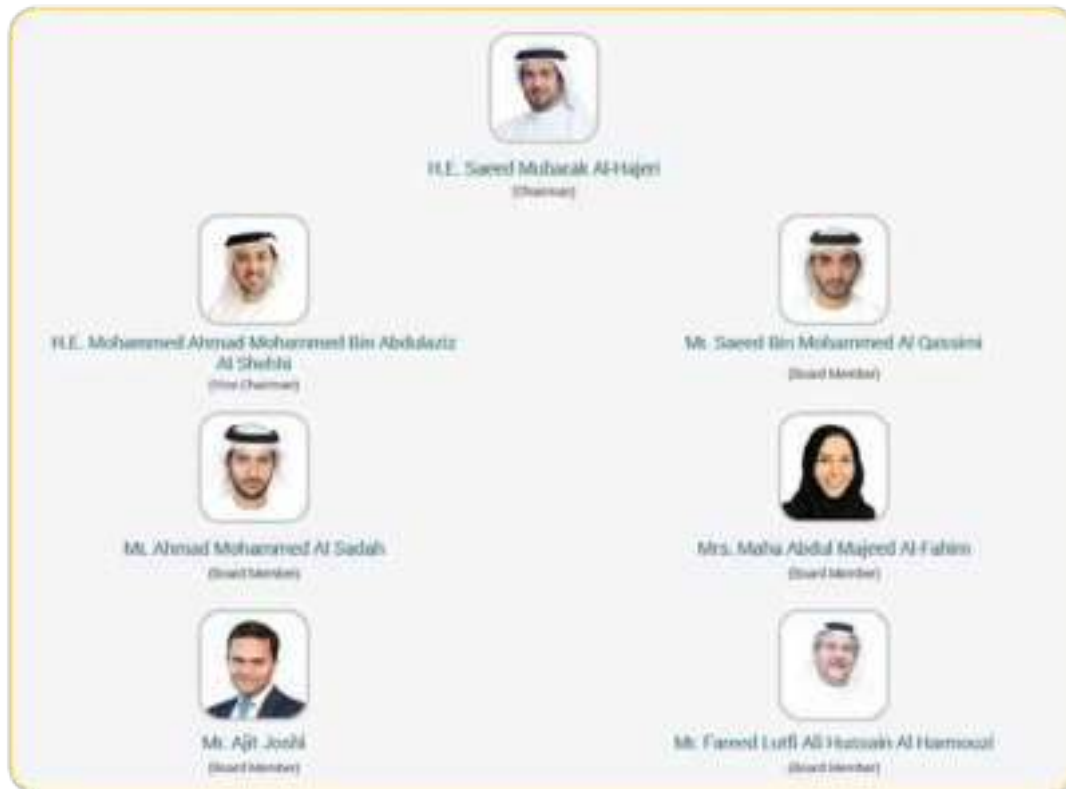 H.E. Saeed Mubarak Al-Hajeri
(Chairman)
H.E. Mohammed Ahmad Mohammed Bin Abdulaziz
Al Shehhi
(Vice Chairman)
Mr. Saeed Bin Mohammed Al Qassimi
(Board Member)
Mr. Ahmad Mohammed Al Sadah
(Board Member)
Mrs. Maha Abdul Majeed Al-Fahim
(Board Member)
Mr. Ajit Joshi
(Board Member)
Mr. Fareed Lutfi Ali Hussain Al Harmouzi
(Board Member)